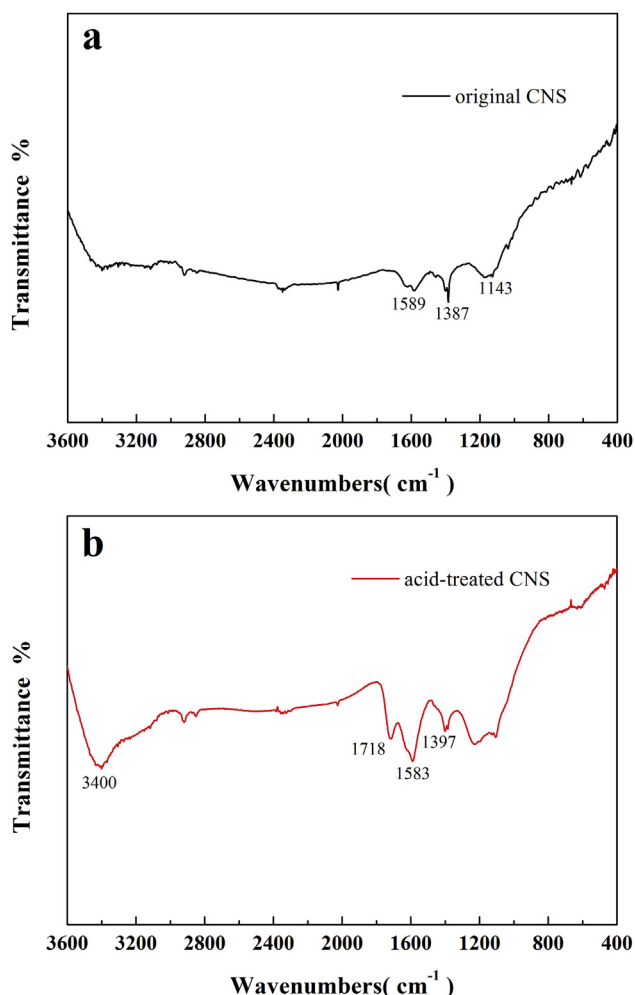 a
original CNS
Transmittance %
1589
1387
1143
3600 3200 2800 2400 2000 1600 1200 800 400
Wavenumbers( cm⁻¹ )
b
acid-treated CNS
Transmittance %
3400
1718
1583
1397
3600 3200 2800 2400 2000 1600 1200 800 400
Wavenumbers( cm⁻¹ )